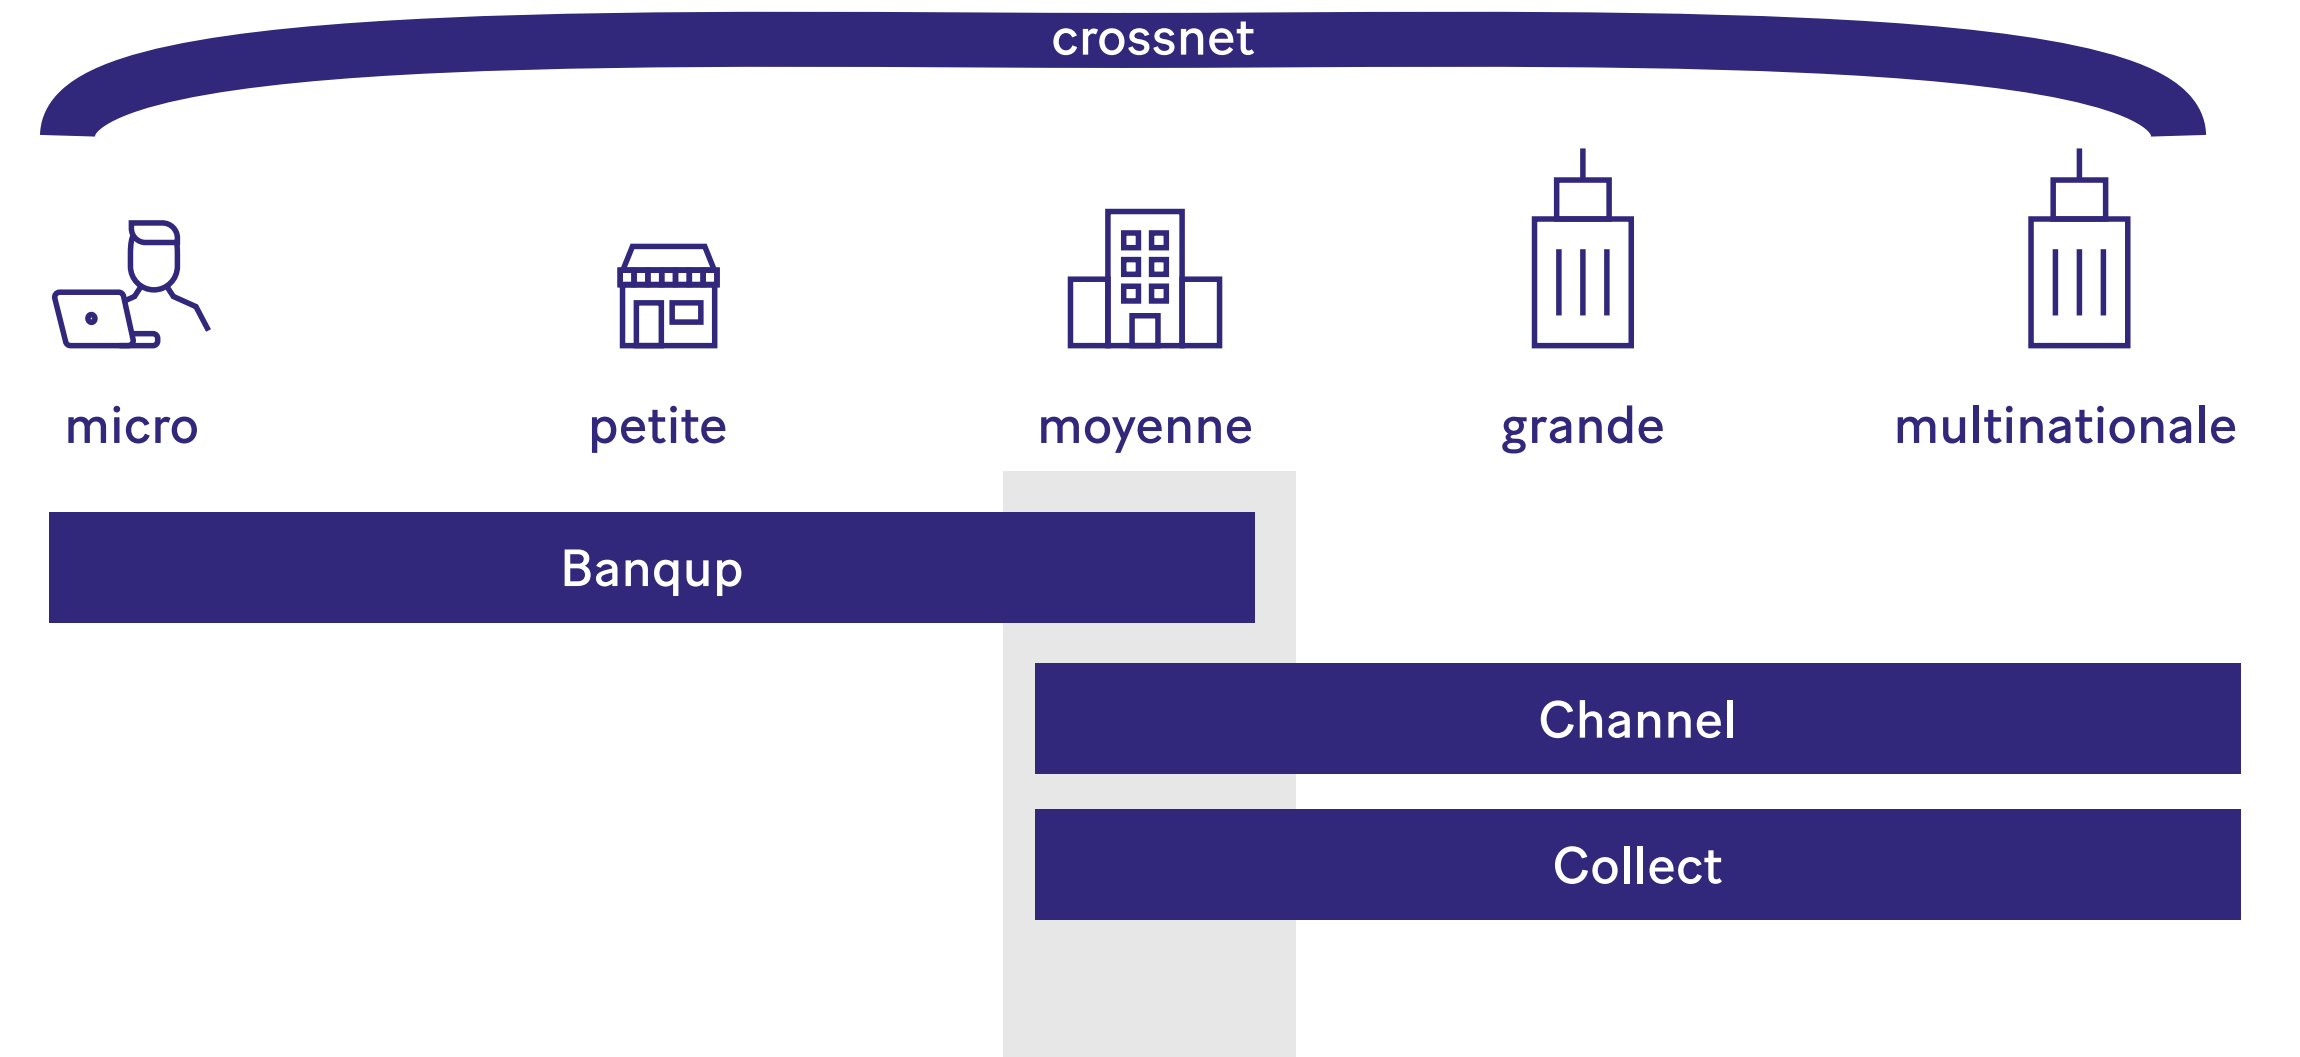 crossnet
micro petite moyenne grande multinationale
Banqup
Channel
Collect